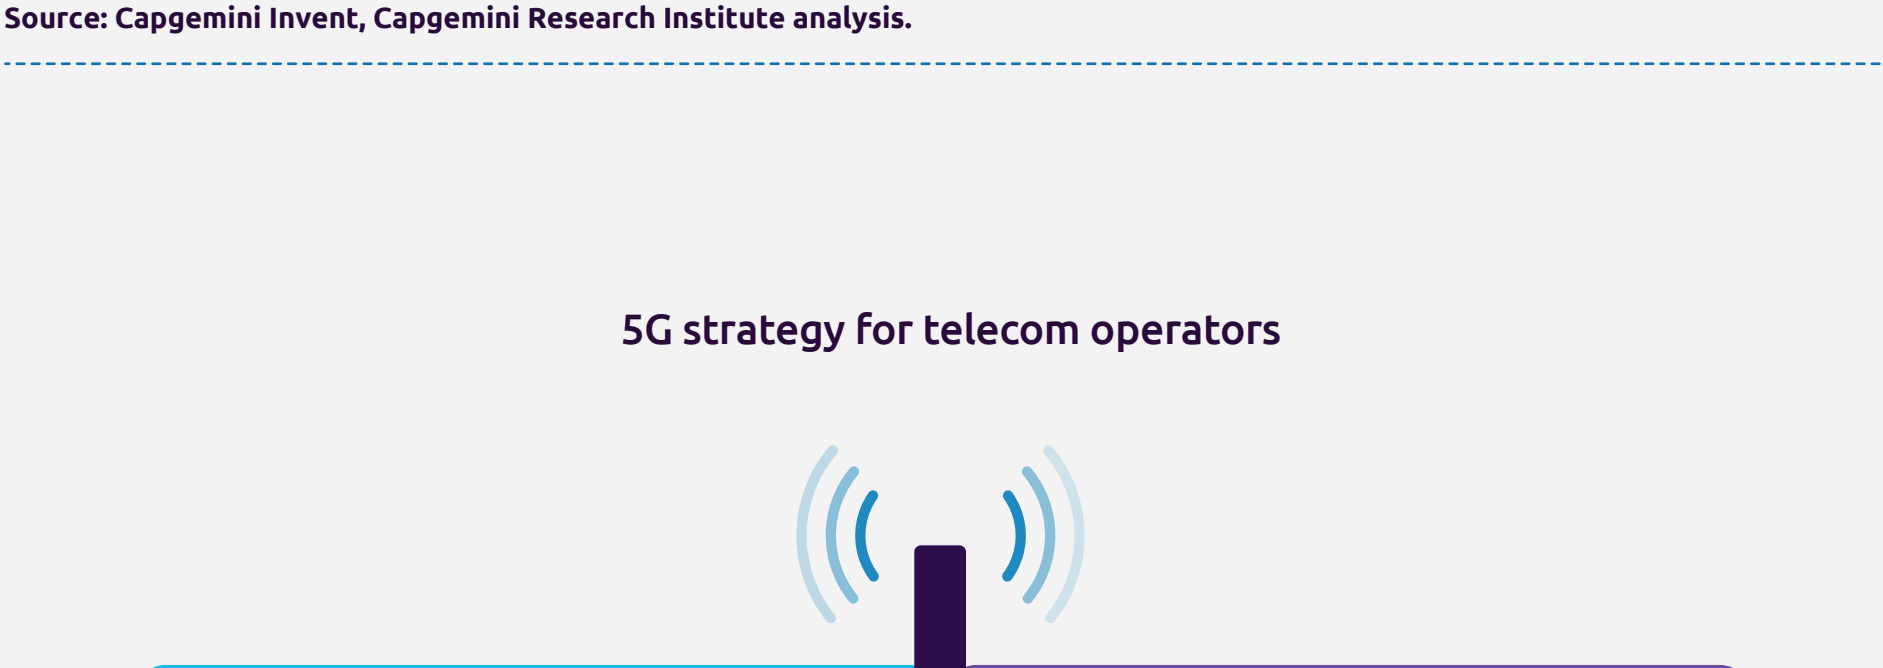 Source: Capgemini Invent, Capgemini Research Institute analysis.
5G strategy for telecom operators